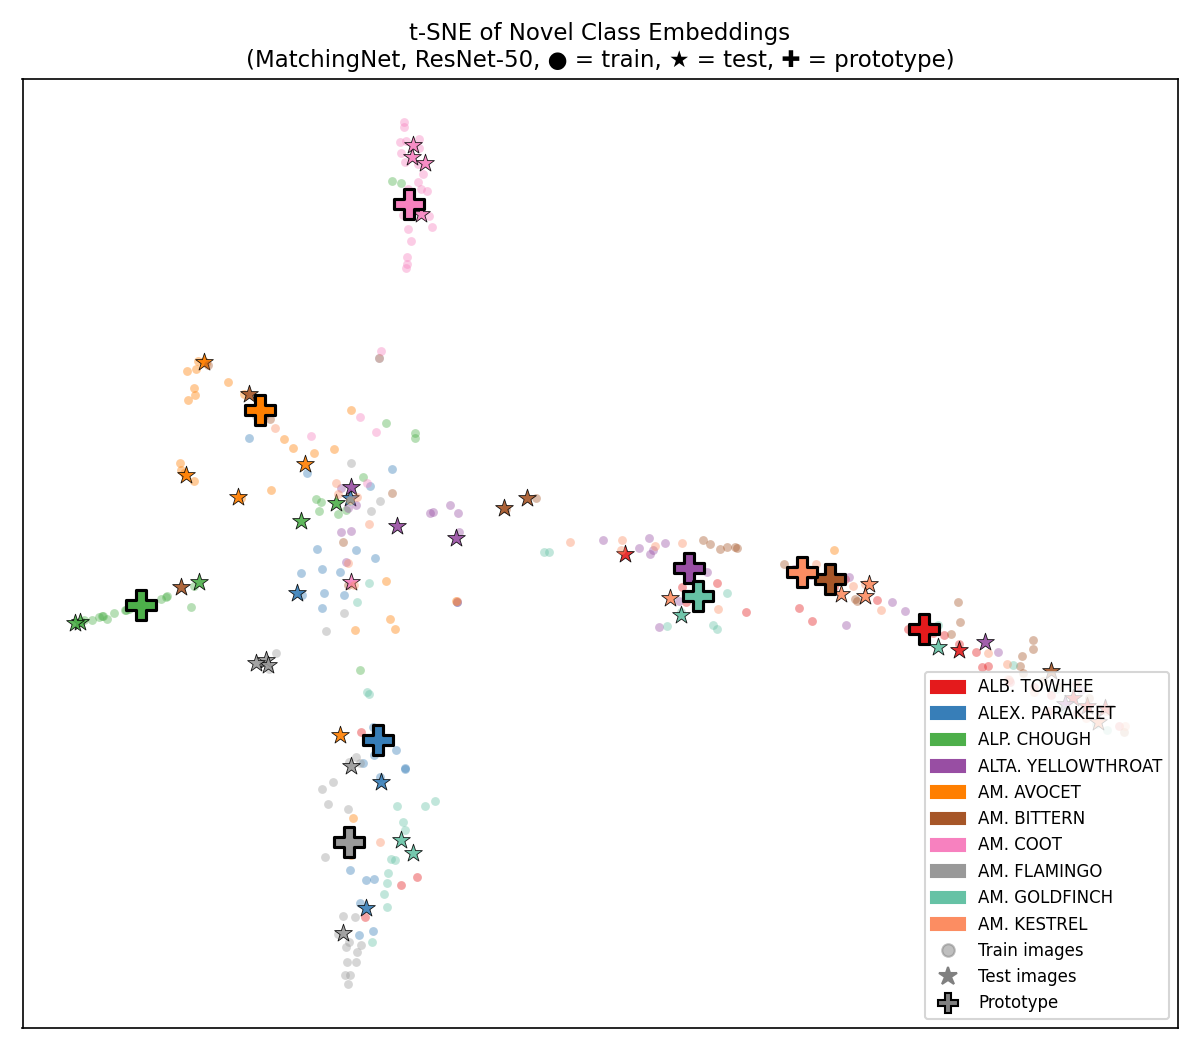 t-SNE of Novel Class Embeddings
(MatchingNet, ResNet-50, ● = train, ★ = test, ✚ = prototype)
ALB. TOWHEE
ALEX. PARAKEET
ALP. CHOUGH
ALTA. YELLOWTHROAT
AM. AVOCET
AM. BITTERN
AM. COOT
AM. FLAMINGO
AM. GOLDFINCH
AM. KESTREL
Train images
Test images
Prototype